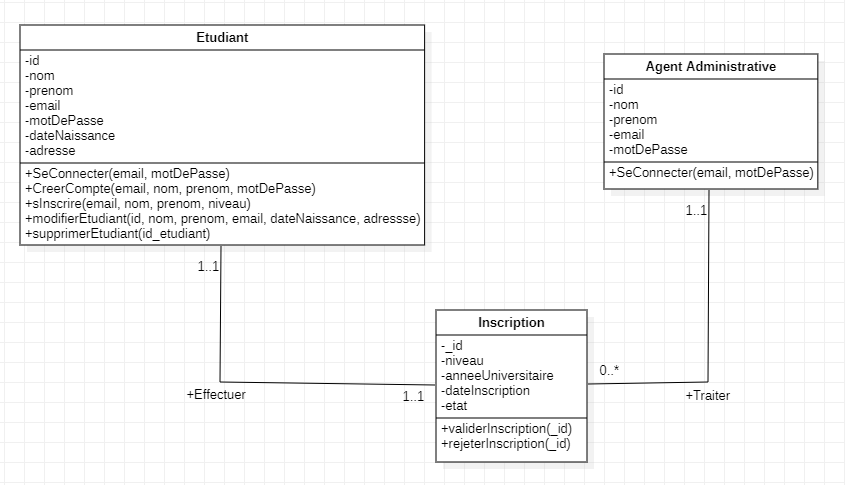 Etudiant
-id
-nom
-prenom
-email
-motDePasse
-dateNaissance
-adresse
+SeConnecter(email, motDePasse)
+CreerCompte(email, nom, prenom, motDePasse)
+sInscrire(email, nom, prenom, niveau)
+modifierEtudiant(id, nom, prenom, email, dateNaissance, adressse)
+supprimerEtudiant(id_etudiant)
Agent Administrative
-id
-nom
-prenom
-email
-motDePasse
+SeConnecter(email, motDePasse)
1..1
1..1
Inscription
-_id
-niveau
-anneeUniversitaire
-dateInscription
-etat
+validerInscription(_id)
+rejeterInscription(_id)
0..*
+Effectuer
1..1
+Traiter